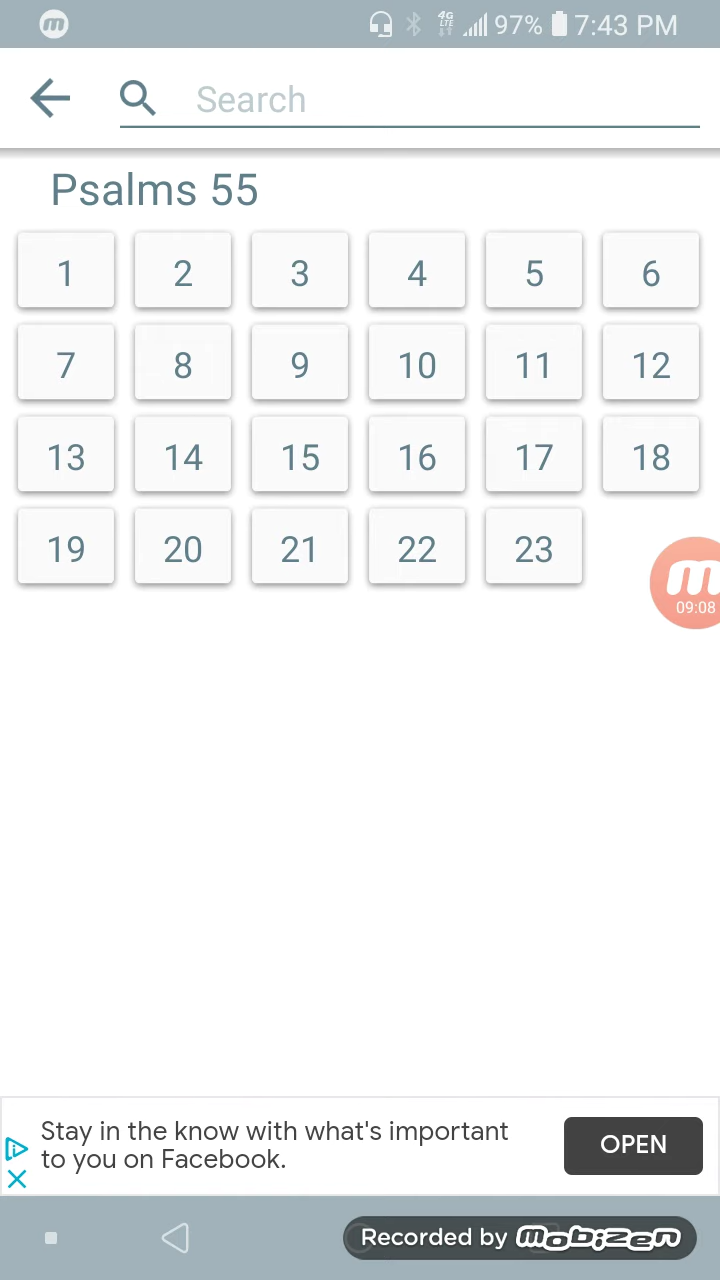 4G
LTE
97%
7:43 PM
Search
Psalms 55
1 2 3 4 5 6
7 8 9 10 11 12
13 14 15 16 17 18
19 20 21 22 23
m
09:08
Stay in the know with what's important
to you on Facebook.
OPEN
Recorded by mobizen